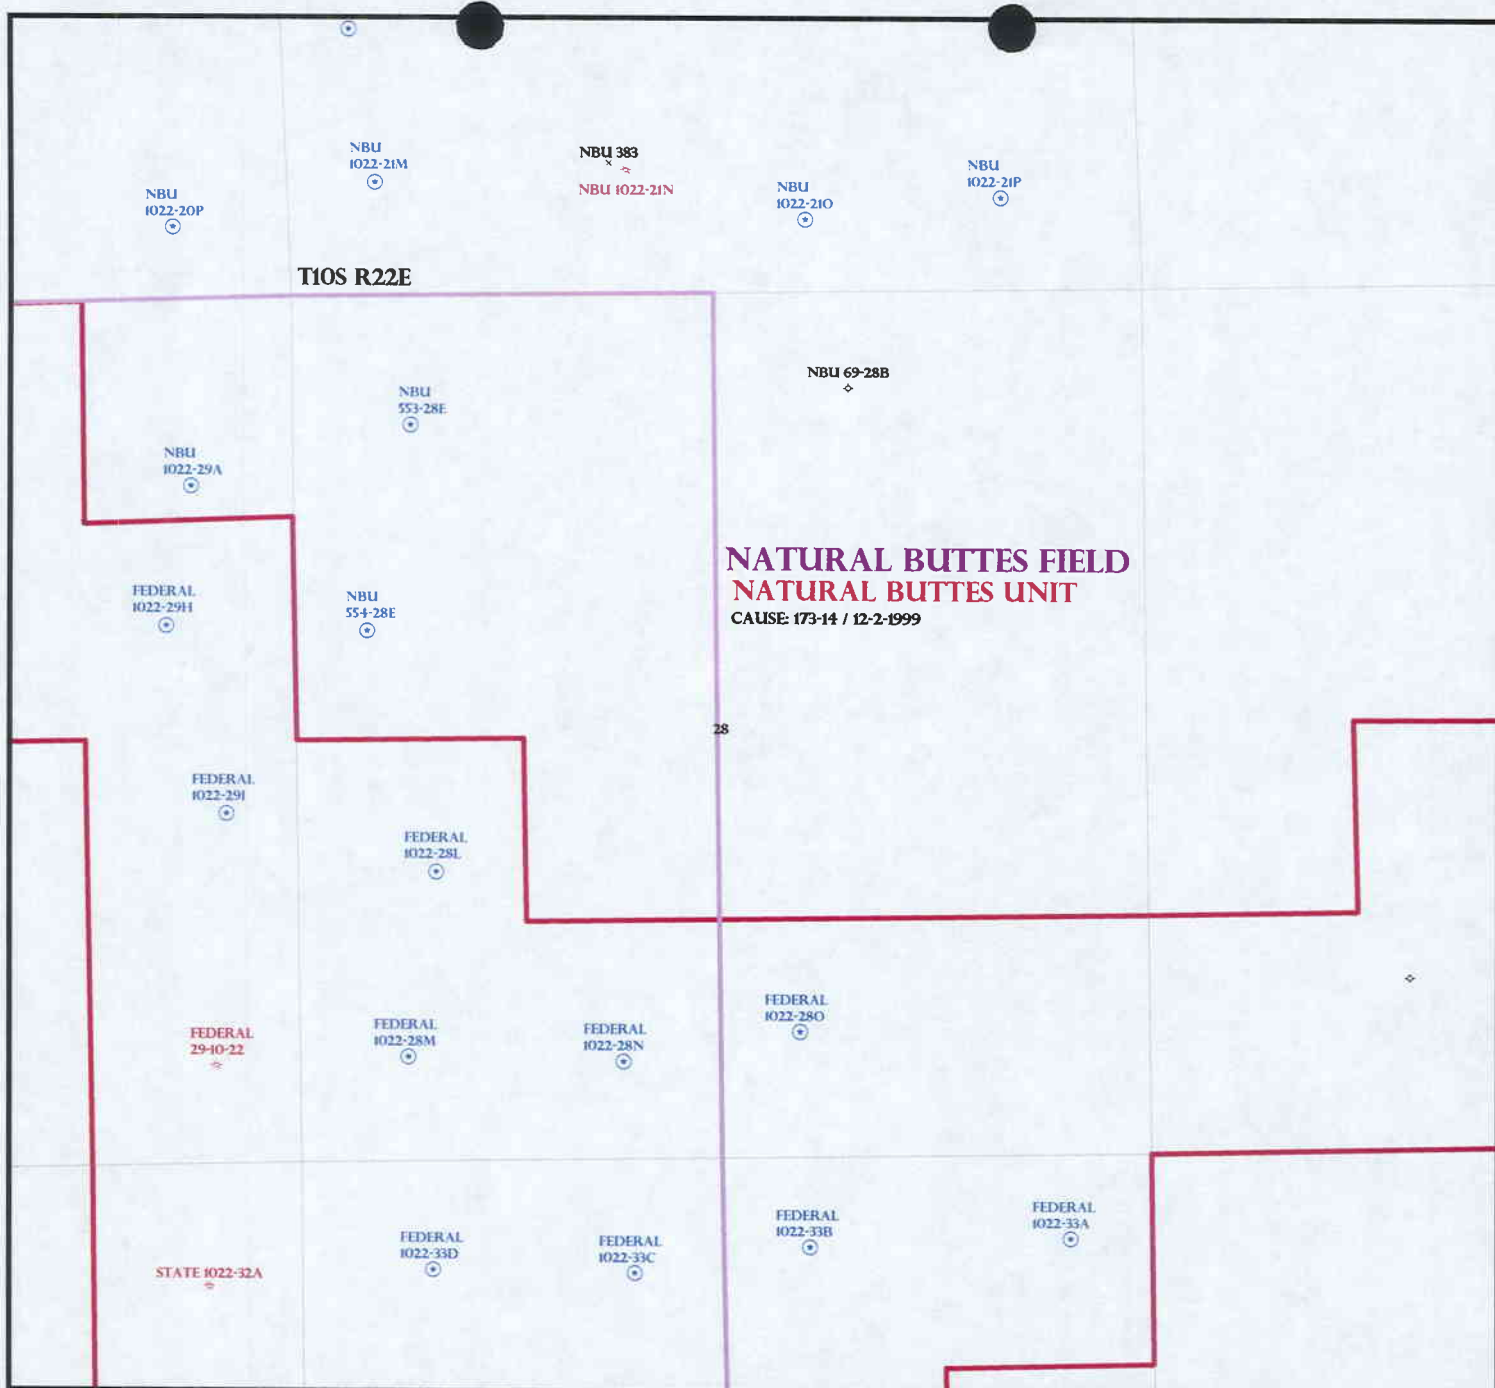 NBU
1022-21M
NBU 383
NBU 1022-21N
NBU
1022-20P
NBU
1022-21O
NBU
1022-21P
T10S R22E
NBU 69-28B
NBU
553-28E
NBU
1022-29A
NATURAL BUTTES FIELD
NATURAL BUTTES UNIT
CAUSE: 173-14 / 12-2-1999
FEDERAL
1022-29H
NBU
554-28E
28
FEDERAL
1022-29I
FEDERAL
1022-28L
FEDERAL
1022-28O
FEDERAL
29-10-22
FEDERAL
1022-28M
FEDERAL
1022-28N
FEDERAL
1022-33B
FEDERAL
1022-33A
FEDERAL
1022-33D
FEDERAL
1022-33C
STATE 1022-32A